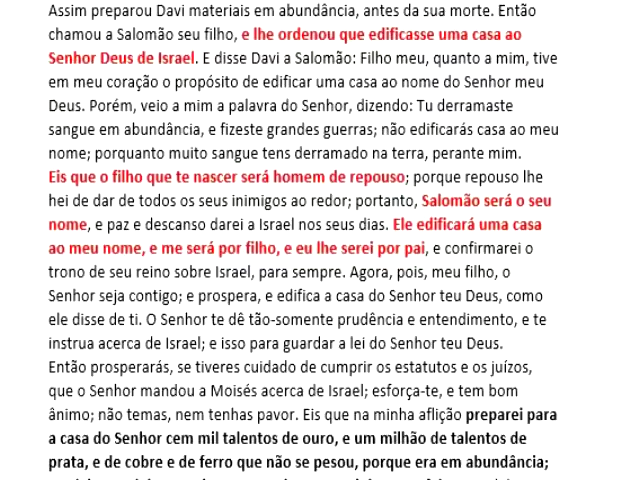 Assim preparou Davi materiais em abundância, antes da sua morte. Então
chamou a Salomão seu filho, e lhe ordenou que edificasse uma casa ao
Senhor Deus de Israel. E disse Davi a Salomão: Filho meu, quanto a mim, tive
em meu coração o propósito de edificar uma casa ao nome do Senhor meu
Deus. Porém, veio a mim a palavra do Senhor, dizendo: Tu derramaste
sangue em abundância, e fizeste grandes guerras; não edificarás casa ao meu
nome; porquanto muito sangue tens derramado na terra, perante mim.
Eis que o filho que te nascer será homem de repouso; porque repouso lhe
hei de dar de todos os seus inimigos ao redor; portanto, Salomão será o seu
nome, e paz e descanso darei a Israel nos seus dias. Ele edificará uma casa
ao meu nome, e me será por filho, e eu lhe serei por pai, e confirmarei o
trono de seu reino sobre Israel, para sempre. Agora, pois, meu filho, o
Senhor seja contigo; e prospera, e edifica a casa do Senhor teu Deus, como
ele disse de ti. O Senhor te dê tão-somente prudência e entendimento, e te
instrua acerca de Israel; e isso para guardar a lei do Senhor teu Deus.
Então prosperarás, se tiveres cuidado de cumprir os estatutos e os juízos,
que o Senhor mandou a Moisés acerca de Israel; esforça-te, e tem bom
ânimo; não temas, nem tenhas pavor. Eis que na minha aflição preparei para
a casa do Senhor cem mil talentos de ouro, e um milhão de talentos de
prata, e de cobre e de ferro que não se pesou, porque era em abundância;